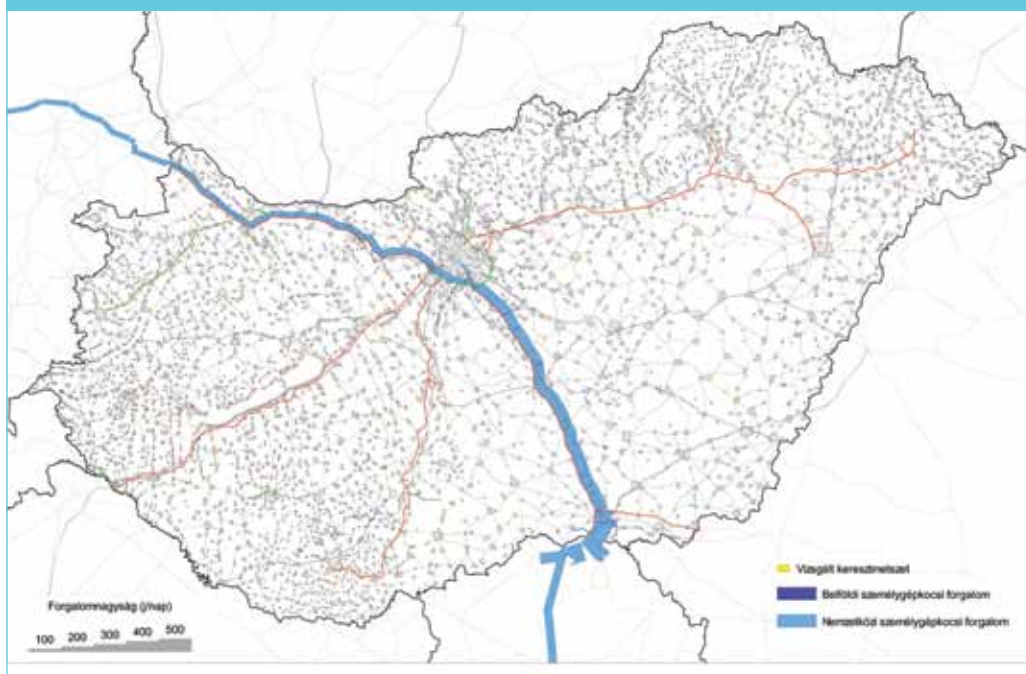 Vizsgált keresztmetszet
Belföldi személygépkocsi forgalom
Nemzetközi személygépkocsi forgalom
Forgalomnagyság (j/nap)
100 200 300 400 500